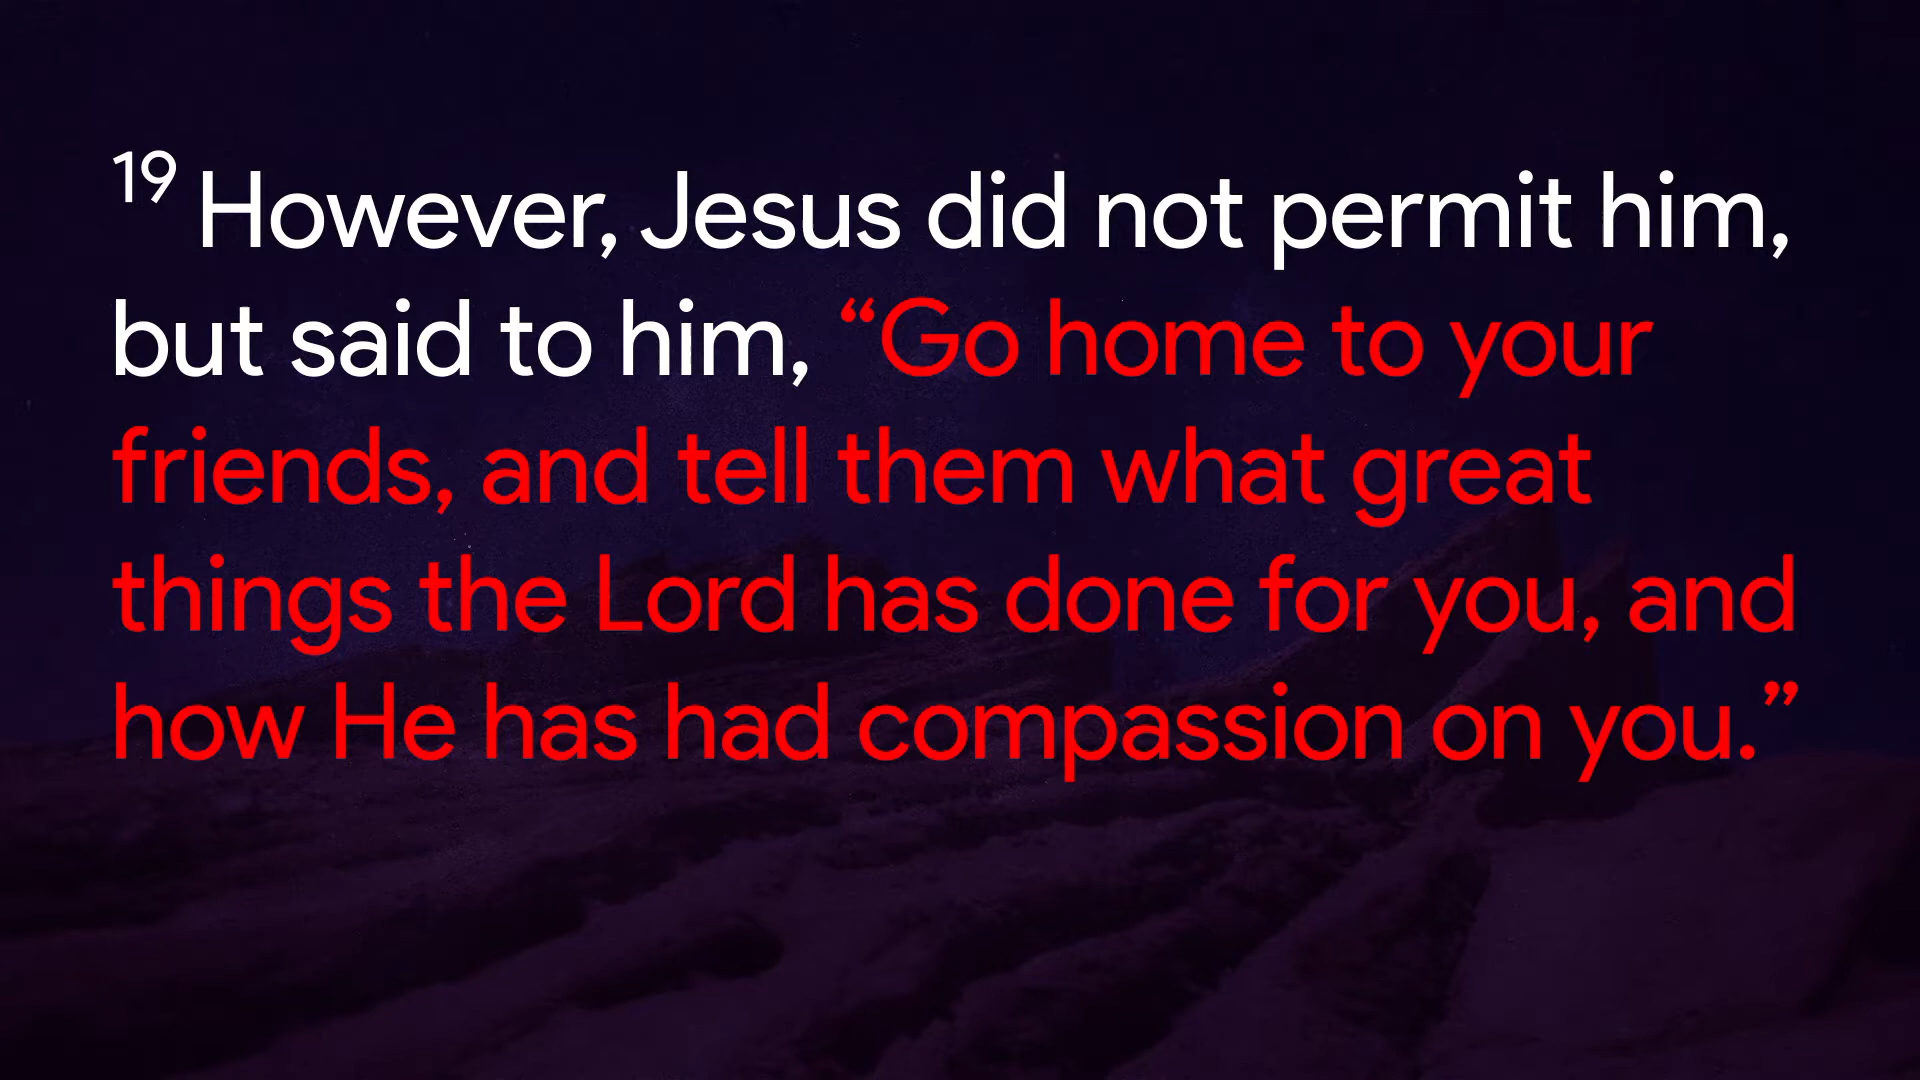 19 However, Jesus did not permit him,
but said to him, “Go home to your
friends, and tell them what great
things the Lord has done for you, and
how He has had compassion on you.”